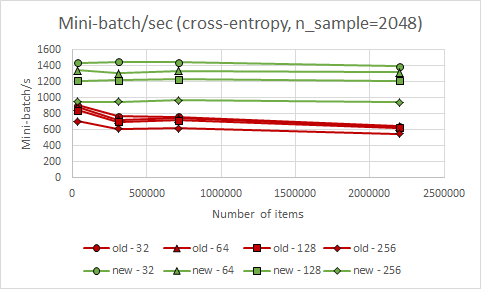 Mini-batch/sec (cross-entropy, n_sample=2048)
1600
1400
1200
1000
800
600
400
200
0
Mini-batch/s
0 500000 1000000 1500000 2000000 2500000
Number of items
old - 32 old - 64 old - 128 old - 256
new - 32 new - 64 new - 128 new - 256